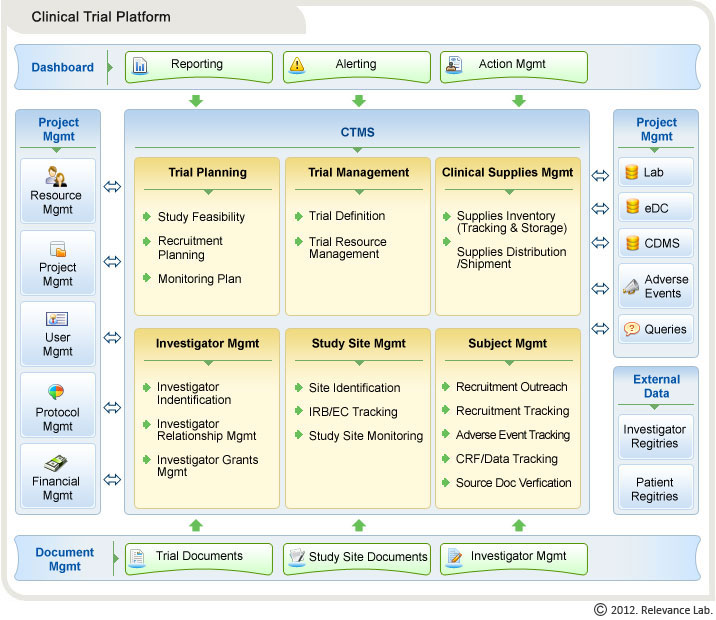 Clinical Trial Platform
Dashboard
Reporting
Alerting
Action Mgmt
Project
Mgmt
Resource
Mgmt
Project
Mgmt
User
Mgmt
Protocol
Mgmt
Financial
Mgmt
CTMS
Trial Planning
Study Feasibility
Recruitment
Planning
Monitoring Plan
Trial Management
Trial Definition
Trial Resource
Management
Clinical Supplies Mgmt
Supplies Inventory
(Tracking & Storage)
Supplies Distribution
/Shipment
Investigator Mgmt
Investigator
Indentification
Investigator
Relationship Mgmt
Investigator Grants
Mgmt
Study Site Mgmt
Site Identification
IRB/EC Tracking
Study Site Monitoring
Subject Mgmt
Recruitment Outreach
Recruitment Tracking
Adverse Event Tracking
CRF/Data Tracking
Source Doc Verfication
Project
Mgmt
Lab
eDC
CDMS
Adverse
Events
Queries
External
Data
Investigator
Regitries
Patient
Regitries
Document
Mgmt
Trial Documents
Study Site Documents
Investigator Mgmt
© 2012. Relevance Lab.